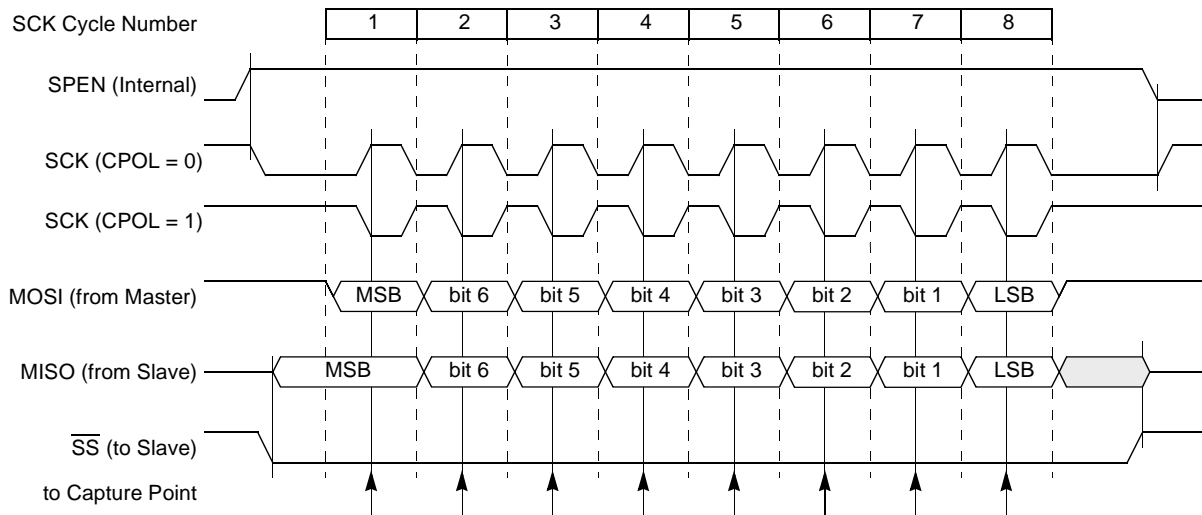 SCK Cycle Number 1 2 3 4 5 6 7 8
SPEN (Internal)
SCK (CPOL = 0)
SCK (CPOL = 1)
MOSI (from Master) MSB bit 6 bit 5 bit 4 bit 3 bit 2 bit 1 LSB
MISO (from Slave) MSB bit 6 bit 5 bit 4 bit 3 bit 2 bit 1 LSB
SS (to Slave)
to Capture Point